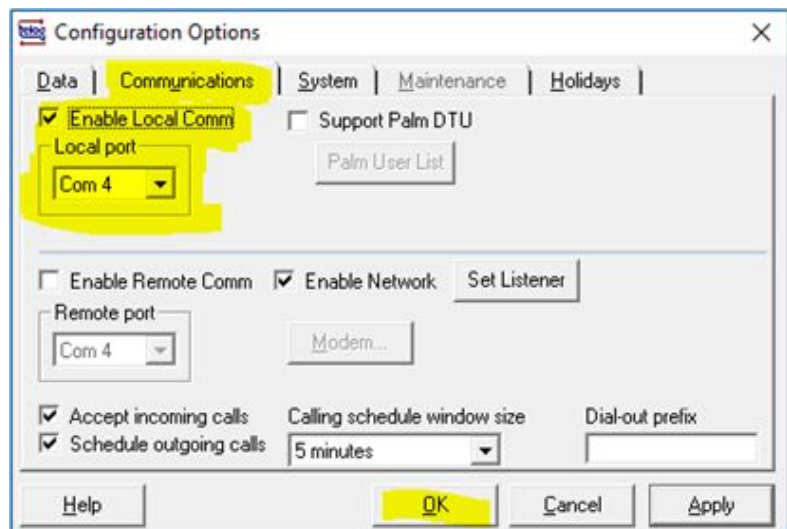 telog Configuration Options
Data Communications System Maintenance Holidays
Enable Local Comm Support Palm DTU
Local port
Com 4 Palm User List
Enable Remote Comm Enable Network Set Listener
Remote port
Com 4 Modem...
Accept incoming calls Calling schedule window size Dial-out prefix
Schedule outgoing calls 5 minutes
Help OK Cancel Apply